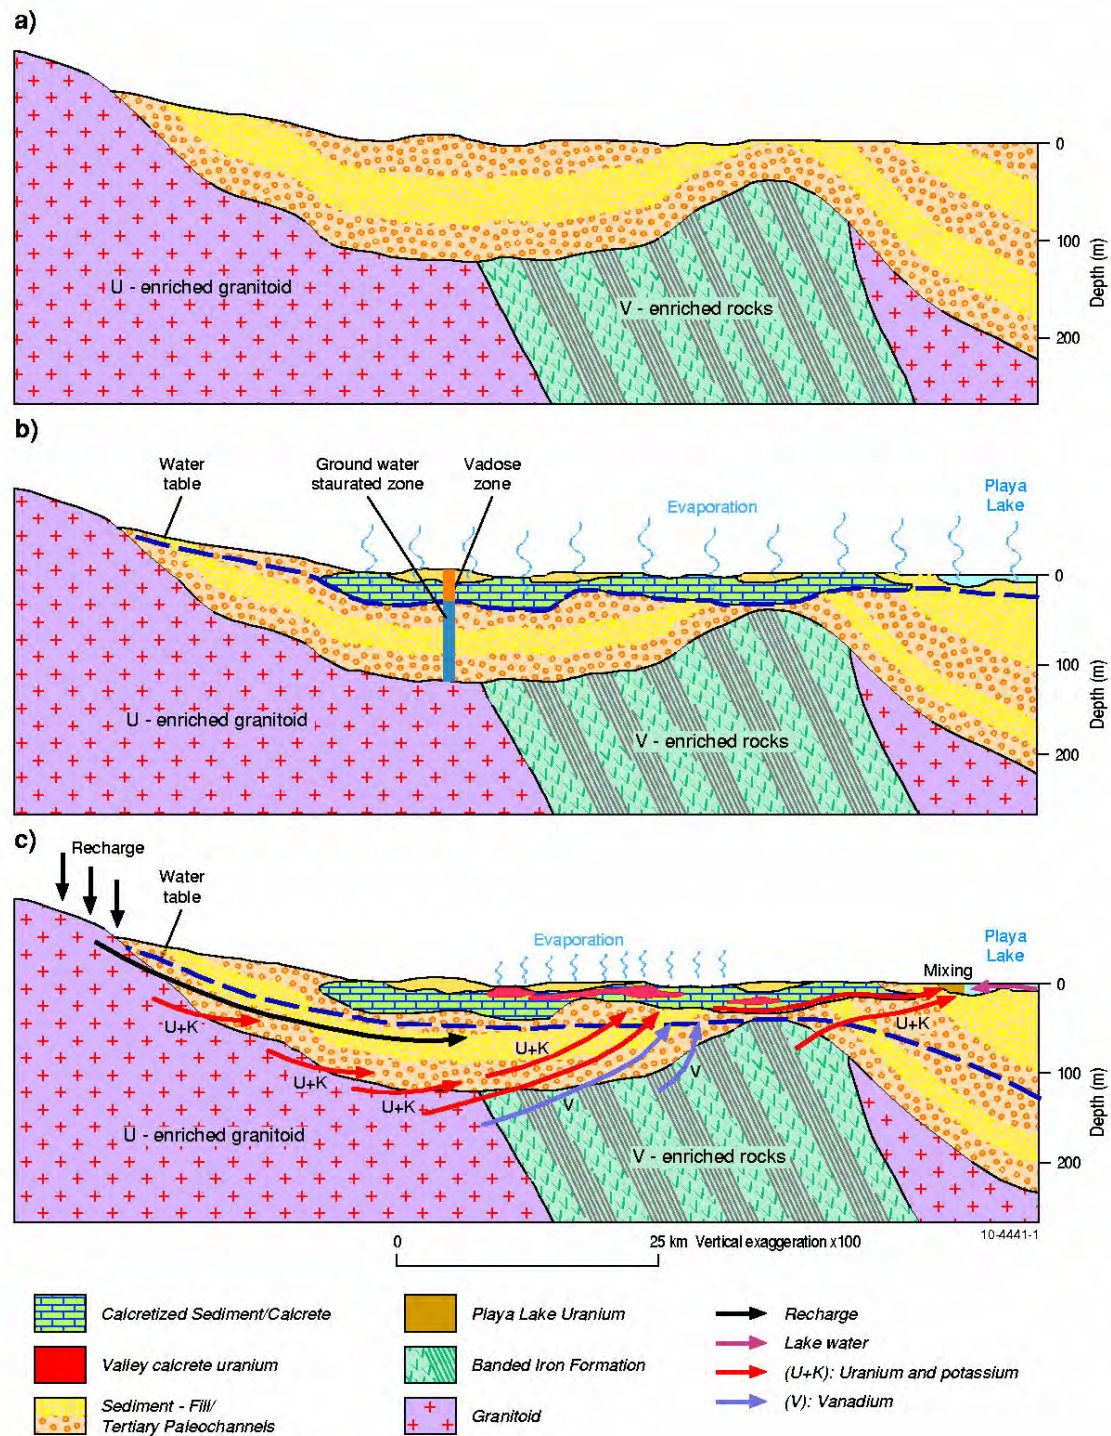 a)
0
100
200
Depth (m)
U - enriched granitoid
V - enriched rocks
b)
Water
table
Ground water
staurated zone
Vadose
zone
Evaporation
Playa
Lake
0
100
200
Depth (m)
U - enriched granitoid
V - enriched rocks
c)
Recharge
Water
table
Evaporation
Playa
Lake
Mixing
0
100
200
Depth (m)
U+K
U+K
U+K
U+K
U+K
V
V
U - enriched granitoid
V - enriched rocks
10-4441-1
0
25 km Vertical exaggeration x100
Calcretized Sediment/Calcrete
Valley calcrete uranium
Sediment - Fill/
Tertiary Paleochannels
Playa Lake Uranium
Banded Iron Formation
Granitoid
Recharge
Lake water
(U+K): Uranium and potassium
(V): Vanadium